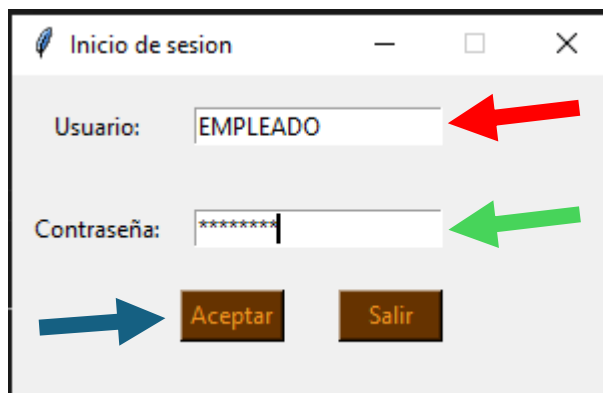 Inicio de sesion
Usuario: EMPLEADO
Contraseña: ********
Aceptar Salir